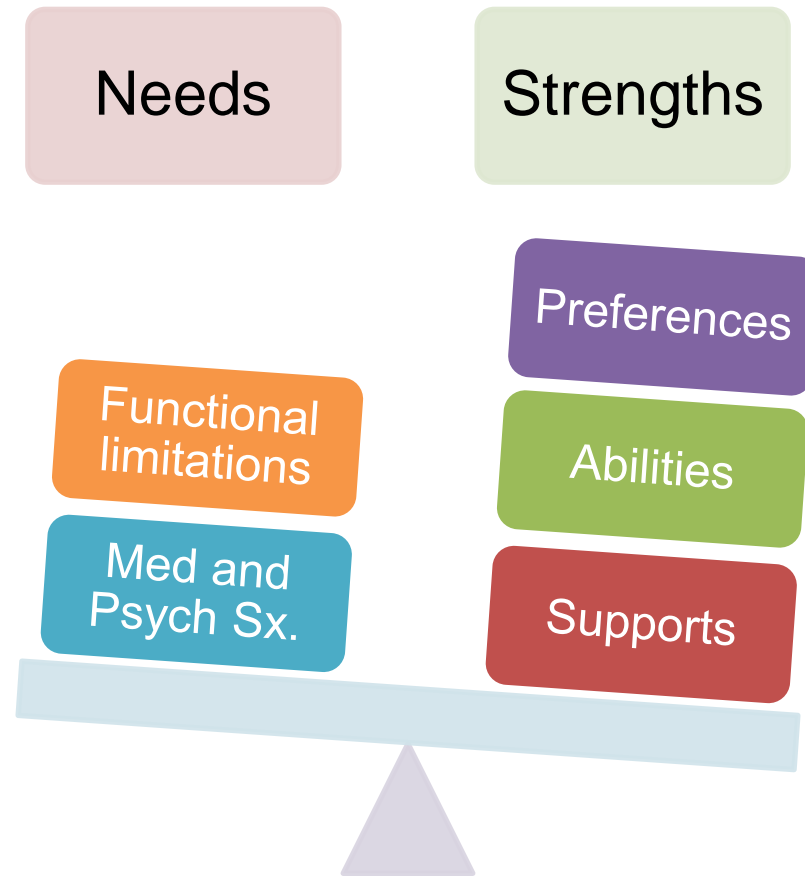 Needs
Strengths
Preferences
Functional
limitations
Abilities
Med and
Psych Sx.
Supports